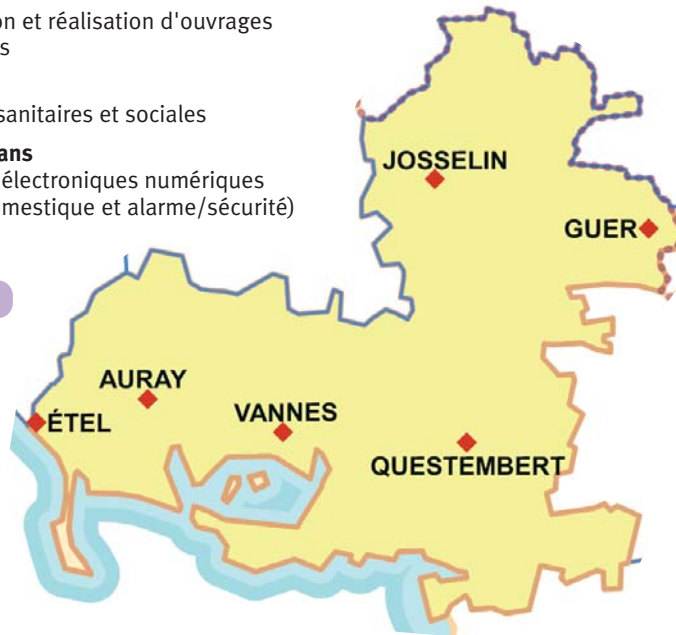 on et réalisation d'ouvrages
s
sanitaires et sociales
ans
électroniques numériques
omestique et alarme/sécurité)
JOSSELIN
GUER
AURAY
VANNES
ÉTEL
QUESTEMBERT